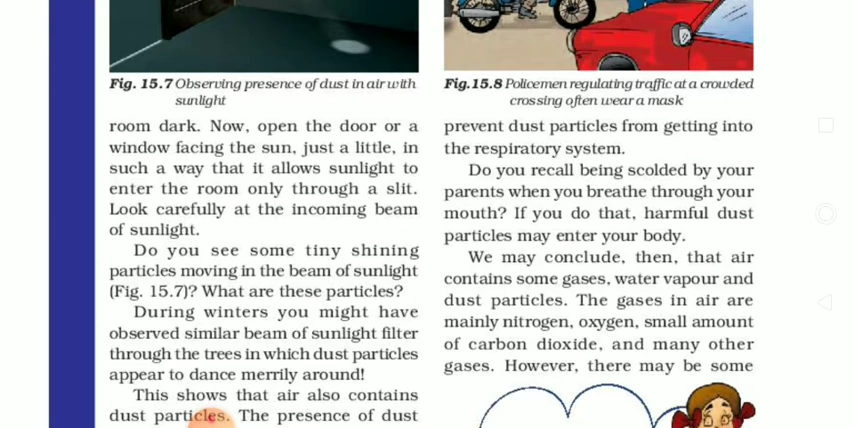 Fig. 15.7 Observing presence of dust in air with
sunlight
room dark. Now, open the door or a
window facing the sun, just a little, in
such a way that it allows sunlight to
enter the room only through a slit.
Look carefully at the incoming beam
of sunlight.
Do you see some tiny shining
particles moving in the beam of sunlight
(Fig. 15.7)? What are these particles?
During winters you might have
observed similar beam of sunlight filter
through the trees in which dust particles
appear to dance merrily around!
This shows that air also contains
dust particles. The presence of dust
Fig.15.8 Policemen regulating traffic at a crowded
crossing often wear a mask
prevent dust particles from getting into
the respiratory system.
Do you recall being scolded by your
parents when you breathe through your
mouth? If you do that, harmful dust
particles may enter your body.
We may conclude, then, that air
contains some gases, water vapour and
dust particles. The gases in air are
mainly nitrogen, oxygen, small amount
of carbon dioxide, and many other
gases. However, there may be some